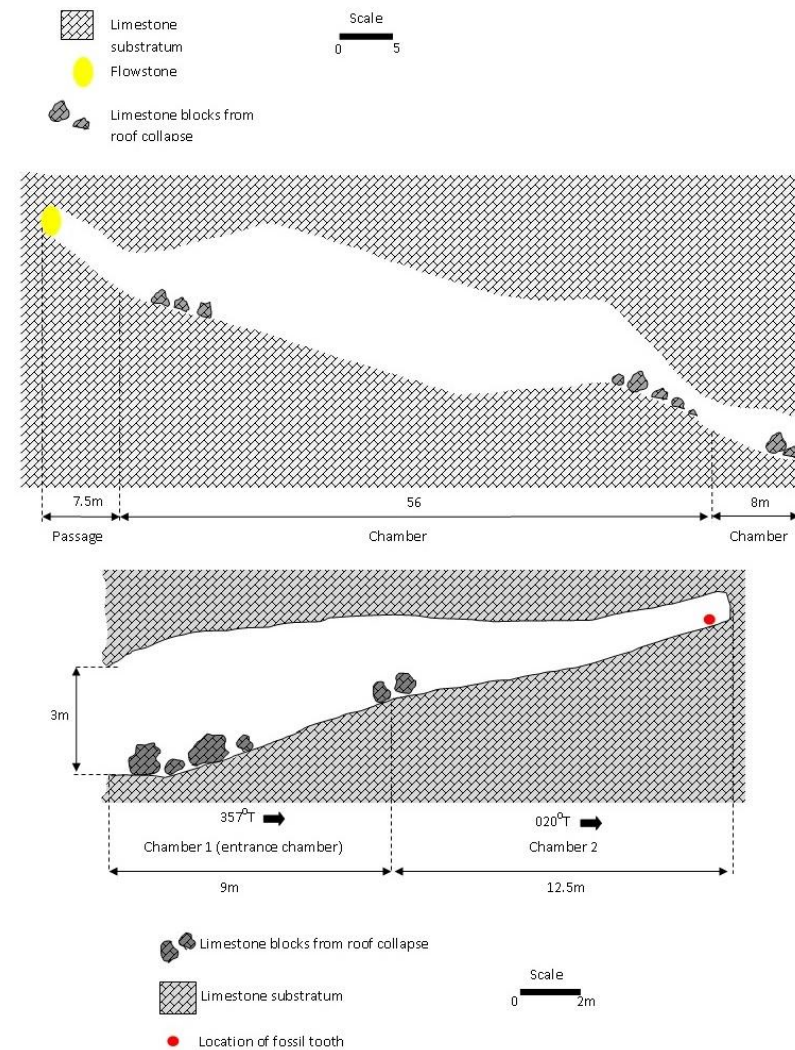 Limestone
substratum
Flowstone
Limestone blocks from
roof collapse
Scale
0 5
7.5m 56 8m
Passage Chamber Chamber
3m
357°T 020°T
Chamber 1 (entrance chamber) Chamber 2
9m 12.5m
Limestone blocks from roof collapse
Limestone substratum
Scale
0 2m
Location of fossil tooth